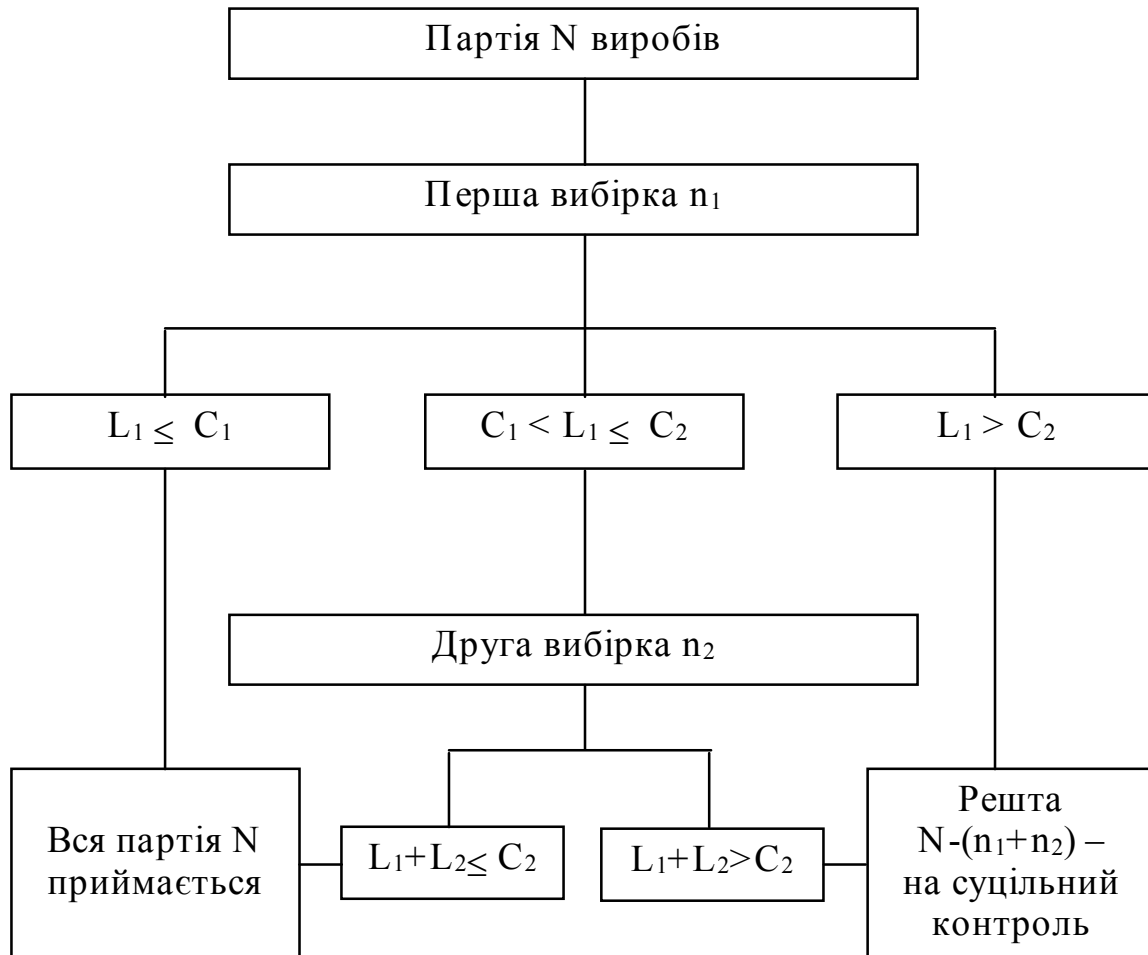 Партія N виробів
Перша вибірка n₁
L₁ ≤ C₁
C₁ < L₁ ≤ C₂
L₁ > C₂
Друга вибірка n₂
Вся партія N
приймається
L₁+L₂≤ C₂
L₁+L₂>C₂
Решта
N-(n₁+n₂) –
на суцільний
контроль